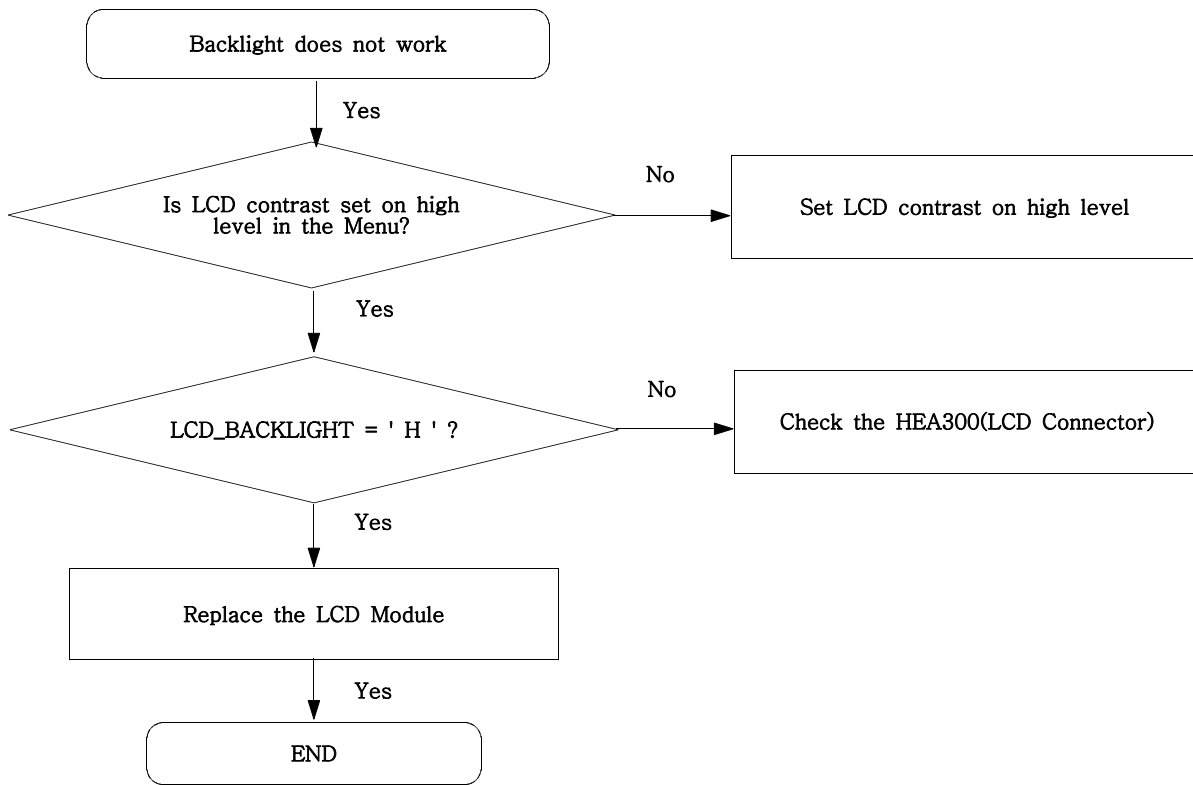 Backlight does not work
Yes
Is LCD contrast set on high
level in the Menu?
No
Set LCD contrast on high level
Yes
LCD_BACKLIGHT = ' H ' ?
No
Check the HEA300(LCD Connector)
Yes
Replace the LCD Module
Yes
END